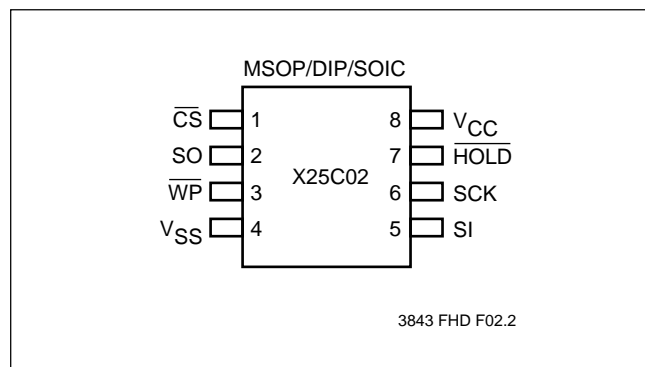 MSOP/DIP/SOIC
CS 1 8 VCC
SO 2 7 HOLD
X25C02
WP 3 6 SCK
VSS 4 5 SI
3843 FHD F02.2